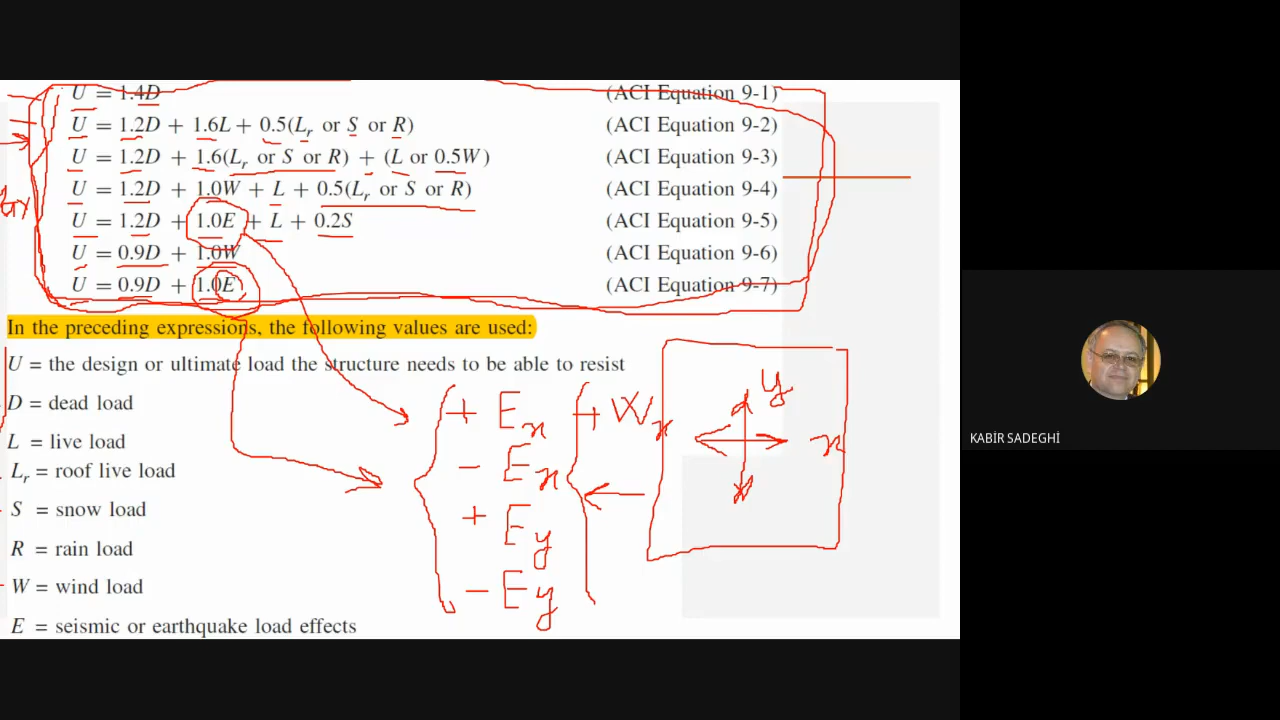 U = 1.4D (ACI Equation 9-1)
U = 1.2D + 1.6L + 0.5(Lr or S or R) (ACI Equation 9-2)
U = 1.2D + 1.6(Lr or S or R) + (L or 0.5W) (ACI Equation 9-3)
U = 1.2D + 1.0W + L + 0.5(Lr or S or R) (ACI Equation 9-4)
U = 1.2D + 1.0E + L + 0.2S (ACI Equation 9-5)
U = 0.9D + 1.0W (ACI Equation 9-6)
U = 0.9D + 1.0E (ACI Equation 9-7)
In the preceding expressions, the following values are used:
U = the design or ultimate load the structure needs to be able to resist
D = dead load
L = live load
Lr = roof live load
S = snow load
R = rain load
W = wind load
E = seismic or earthquake load effects
+ Ex
- Ex
+ Ey
- Ey
+ Wx
y
x
KABİR SADEGHİ